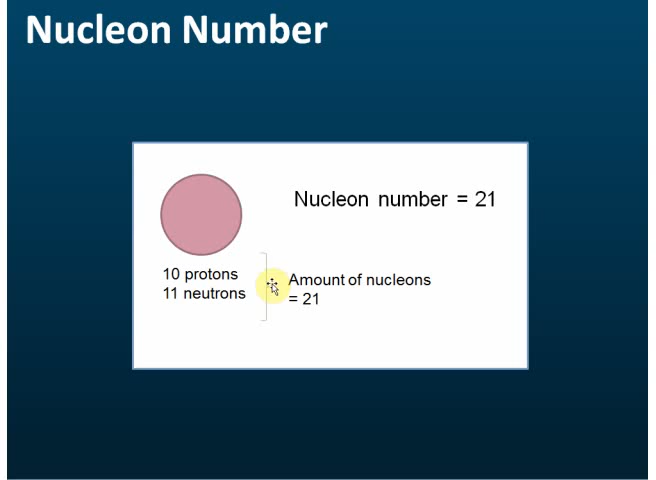 Nucleon Number
Nucleon number = 21
10 protons
11 neutrons
Amount of nucleons
= 21